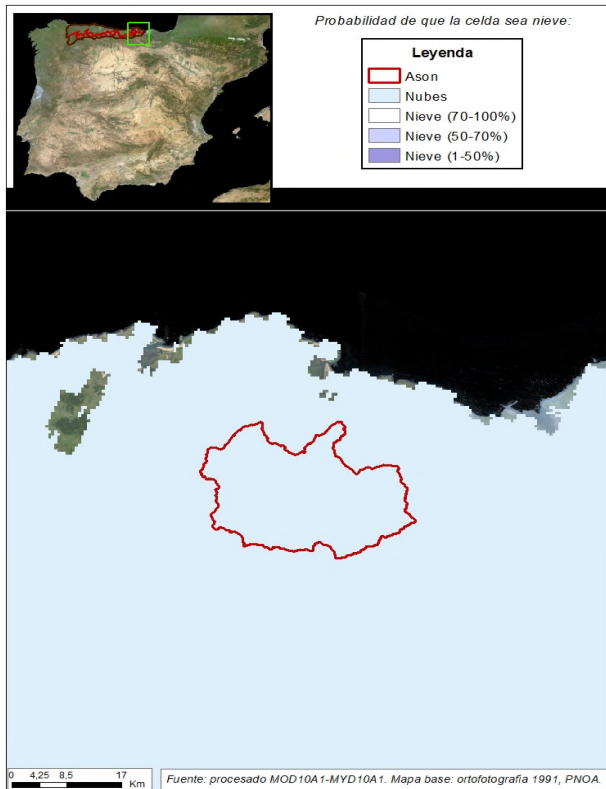 Probabilidad de que la celda sea nieve:
Leyenda
Ason
Nubes
Nieve (70-100%)
Nieve (50-70%)
Nieve (1-50%)
0 4,25 8,5 17 Km
Fuente: procesado MOD10A1-MYD10A1. Mapa base: ortofotografia 1991, PNOA.